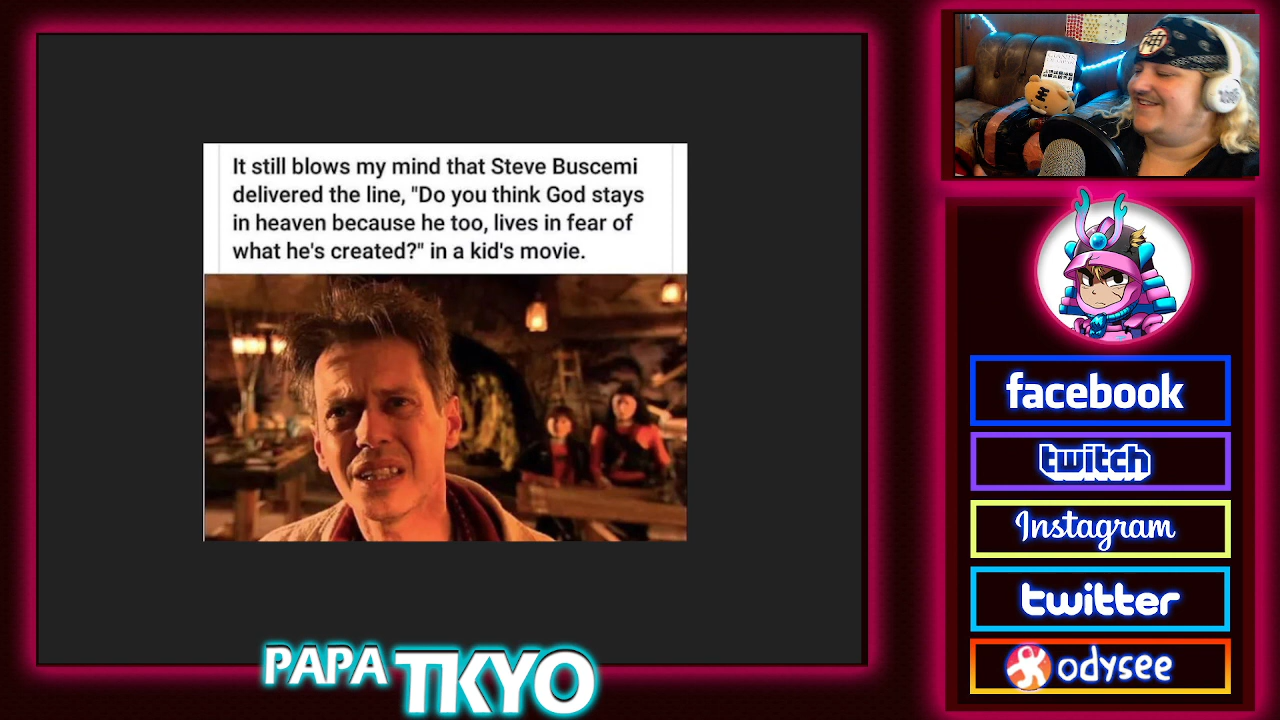 It still blows my mind that Steve Buscemi
delivered the line, "Do you think God stays
in heaven because he too, lives in fear of
what he's created?" in a kid's movie.
facebook
twitch
Instagram
twitter
odysee
PAPA TKYO